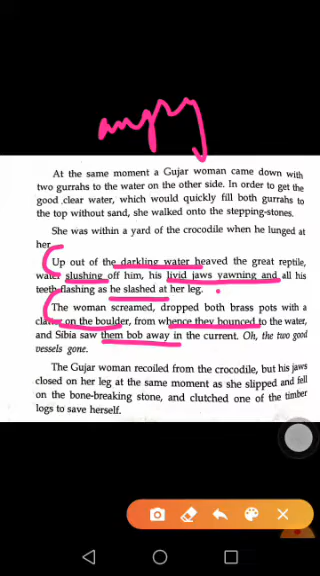 angry
At the same moment a Gujar woman came down with
two gurrahs to the water on the other side. In order to get the
good clear water, which would quickly fill both gurrahs to
the top without sand, she walked onto the stepping-stones.
She was within a yard of the crocodile when he lunged at
her.
Up out of the darkling water heaved the great reptile,
water slushing off him, his livid jaws yawning and all his
teeth flashing as he slashed at her leg.
The woman screamed, dropped both brass pots with a
clatter on the boulder, from whence they bounced to the water,
and Sibia saw them bob away in the current. Oh, the two good
vessels gone.
The Gujar woman recoiled from the crocodile, but his jaws
closed on her leg at the same moment as she slipped and fell
on the bone-breaking stone, and clutched one of the timber
logs to save herself.